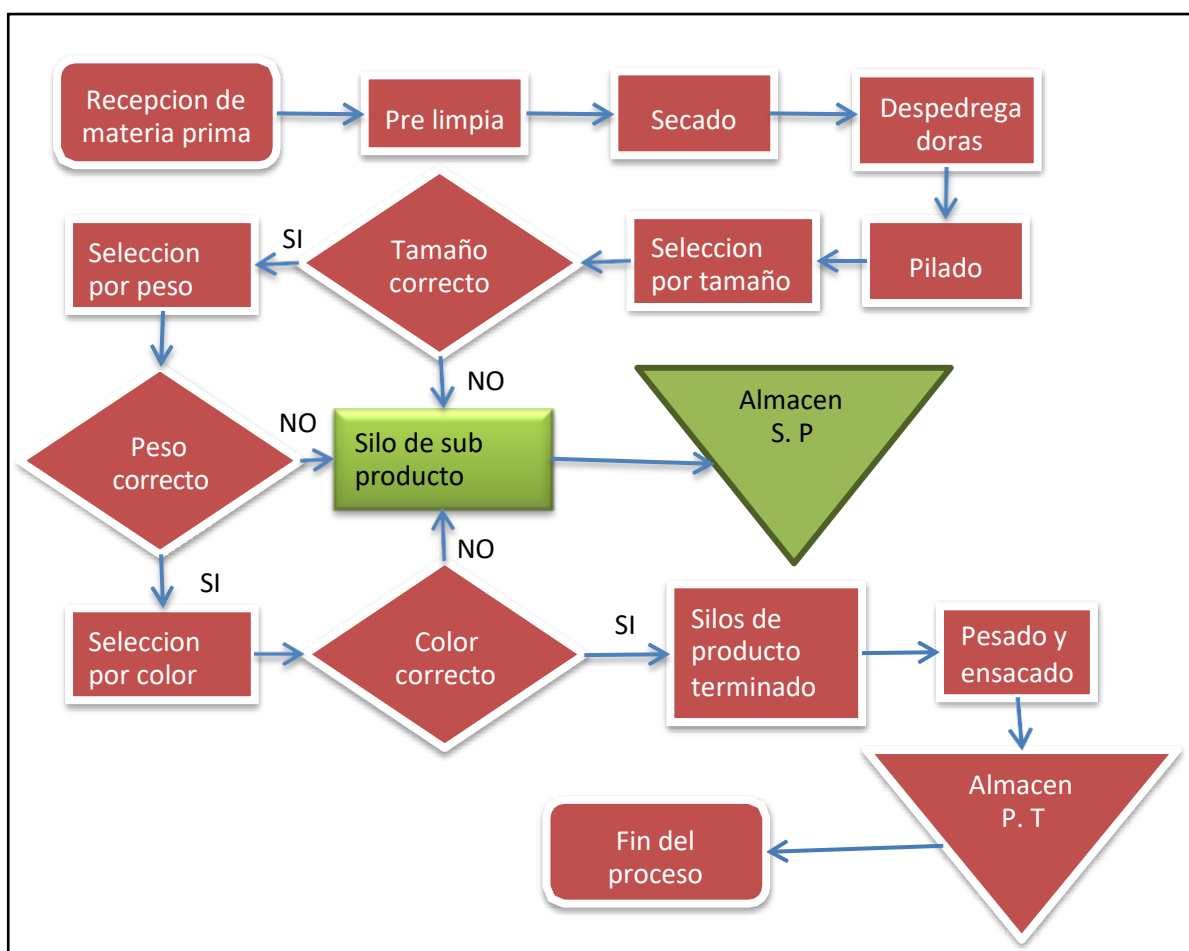 Recepcion de
materia prima
Pre limpia
Secado
Despedrega
doras
Pilado
Seleccion
por tamaño
Tamaño
correcto
SI
NO
Seleccion
por peso
Peso
correcto
NO
SI
Silo de sub
producto
Almacen
S. P
Seleccion
por color
Color
correcto
NO
SI
Silos de
producto
terminado
Pesado y
ensacado
Almacen
P. T
Fin del
proceso